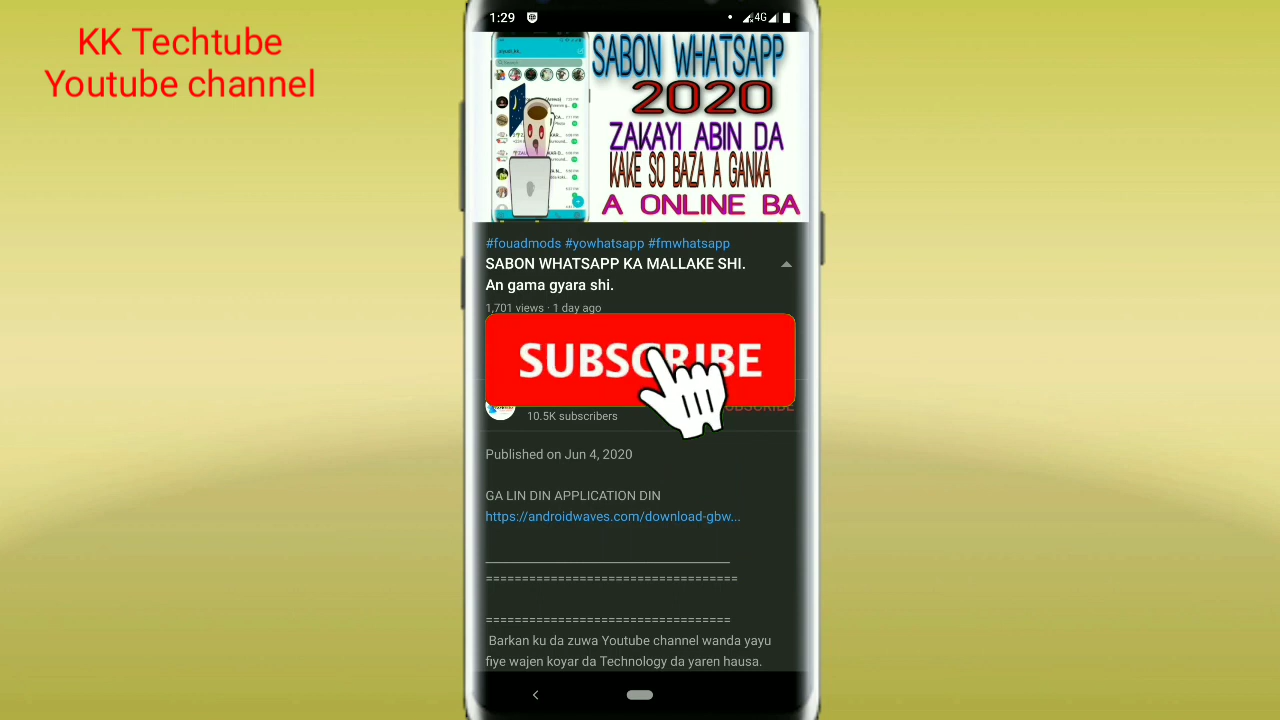 KK Techtube
Youtube channel
1:29
4G
SABON WHATSAPP
2020
ZAKAYI ABIN DA
KAKE SO BAZA A GANKA
A ONLINE BA
Search
#fouadmods #yowhatsapp #fmwhatsapp
SABON WHATSAPP KA MALLAKE SHI.
An gama gyara shi.
1,701 views · 1 day ago
SUBSCRIBE
10.5K subscribers
Published on Jun 4, 2020
GA LIN DIN APPLICATION DIN
https://androidwaves.com/download-gbw...
==================================
=================================
Barkan ku da zuwa Youtube channel wanda yayu
fiye wajen koyar da Technology da yaren hausa.